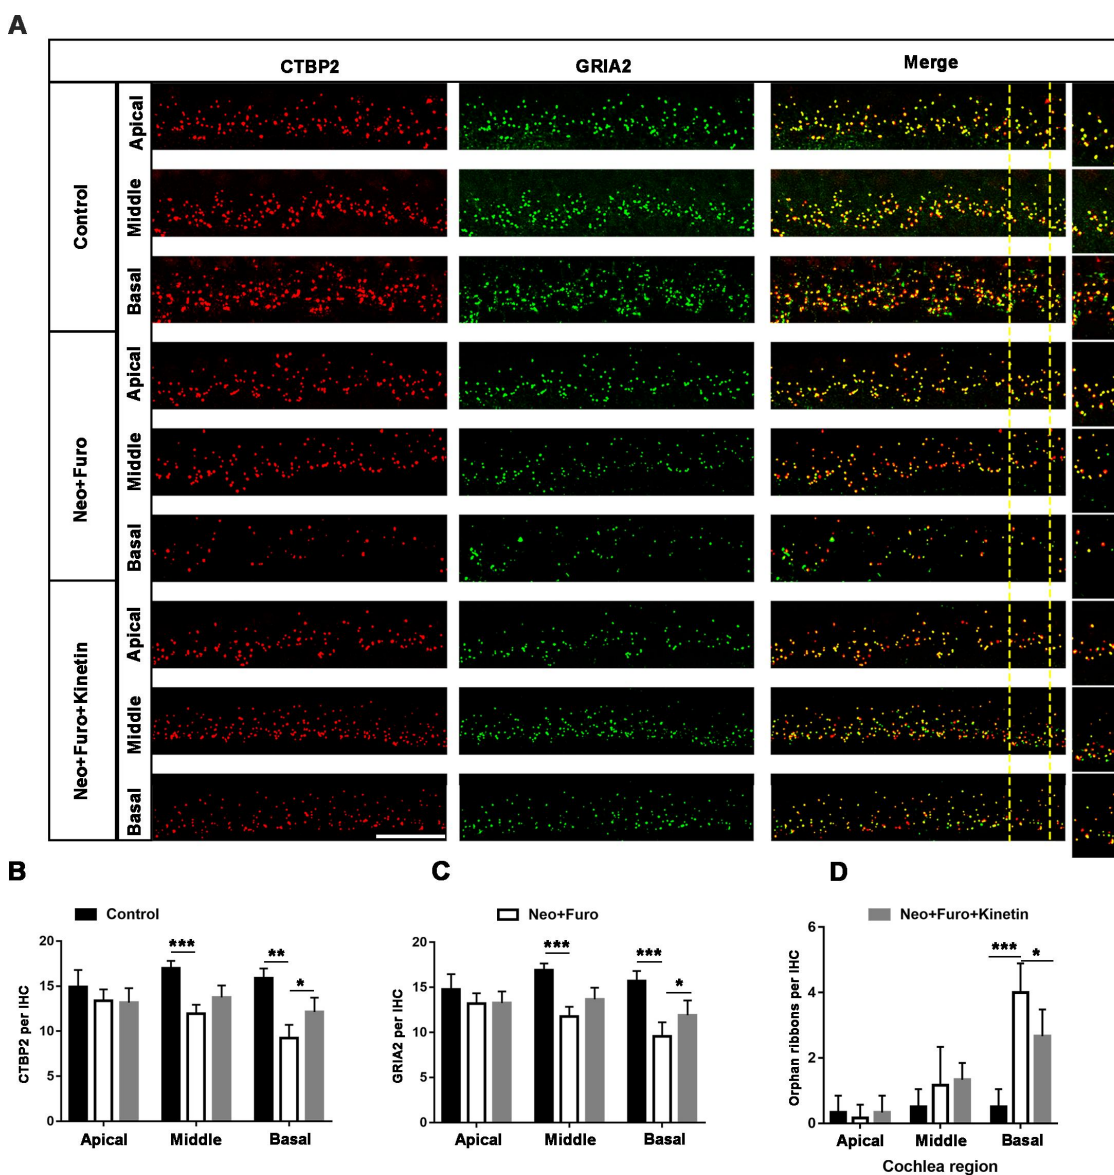 A
CTBP2 GRIA2 Merge
Control
Apical
Middle
Basal
Neo+Furo
Apical
Middle
Basal
Neo+Furo+Kinetin
Apical
Middle
Basal
B C D
Control Neo+Furo Neo+Furo+Kinetin
CTBP2 per IHC
20
15
10
5
0
***
**
*
Apical Middle Basal
GRIA2 per IHC
20
15
10
5
0
***
***
*
Apical Middle Basal
Orphan ribbons per IHC
6
4
2
0
***
*
Apical Middle Basal
Cochlea region